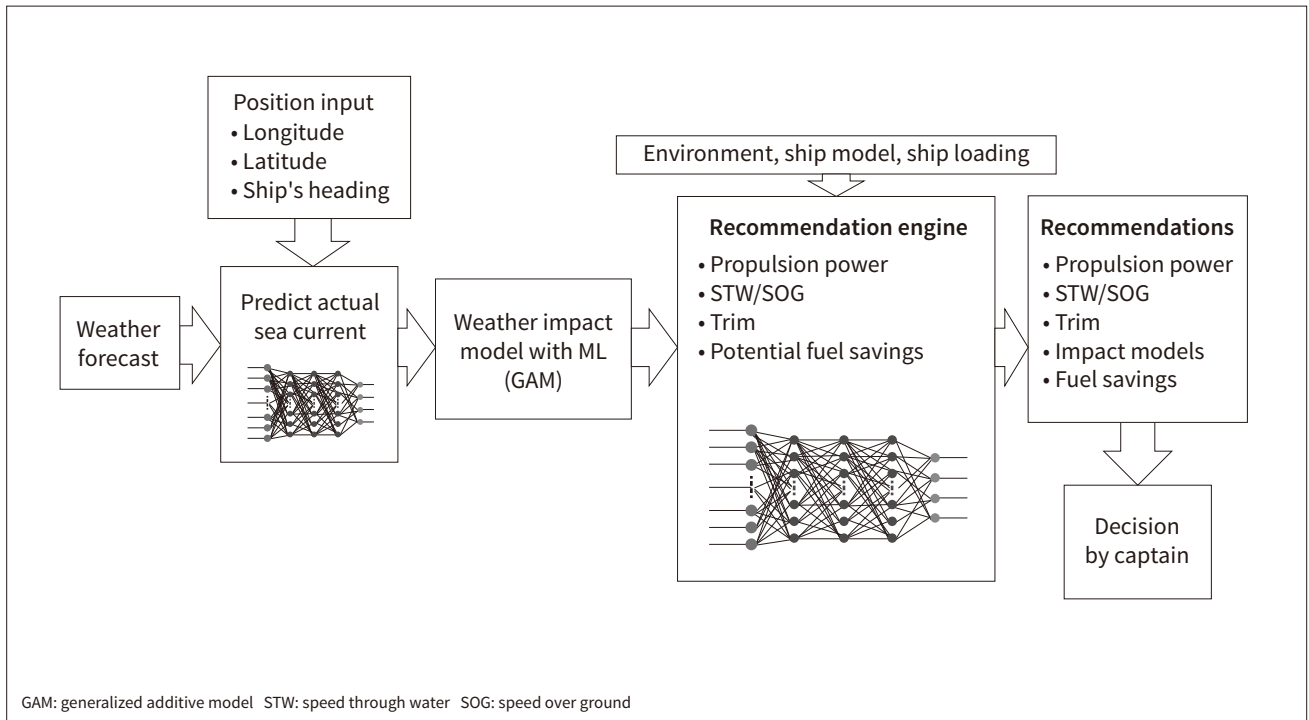 Position input
• Longitude
• Latitude
• Ship's heading
Weather
forecast
Predict actual
sea current
Weather impact
model with ML
(GAM)
Environment, ship model, ship loading
Recommendation engine
• Propulsion power
• STW/SOG
• Trim
• Potential fuel savings
Recommendations
• Propulsion power
• STW/SOG
• Trim
• Impact models
• Fuel savings
Decision
by captain
GAM: generalized additive model STW: speed through water SOG: speed over ground